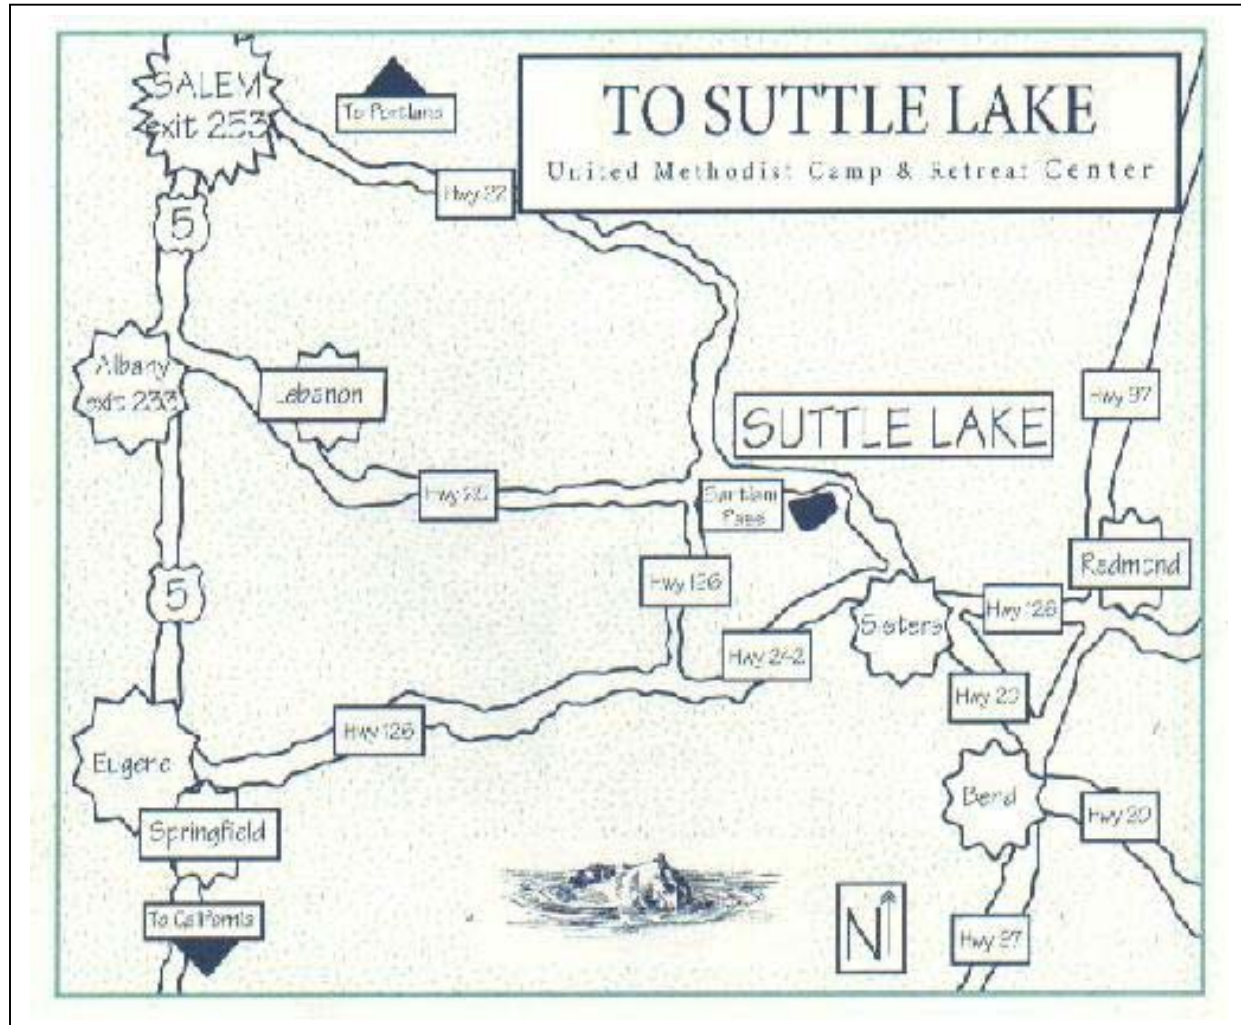 SALEM
exit 253
To Portland
TO SUTTLE LAKE
United Methodist Camp & Retreat Center
Hwy 22
5
Albany
exit 233
Lebanon
Hwy 97
SUTTLE LAKE
Hwy 20
Santiam
Pass
Redmond
5
Hwy 126
Hwy 126
Sisters
Hwy 242
Hwy 20
Hwy 126
Eugene
Bend
Hwy 20
Springfield
To California
N
Hwy 97